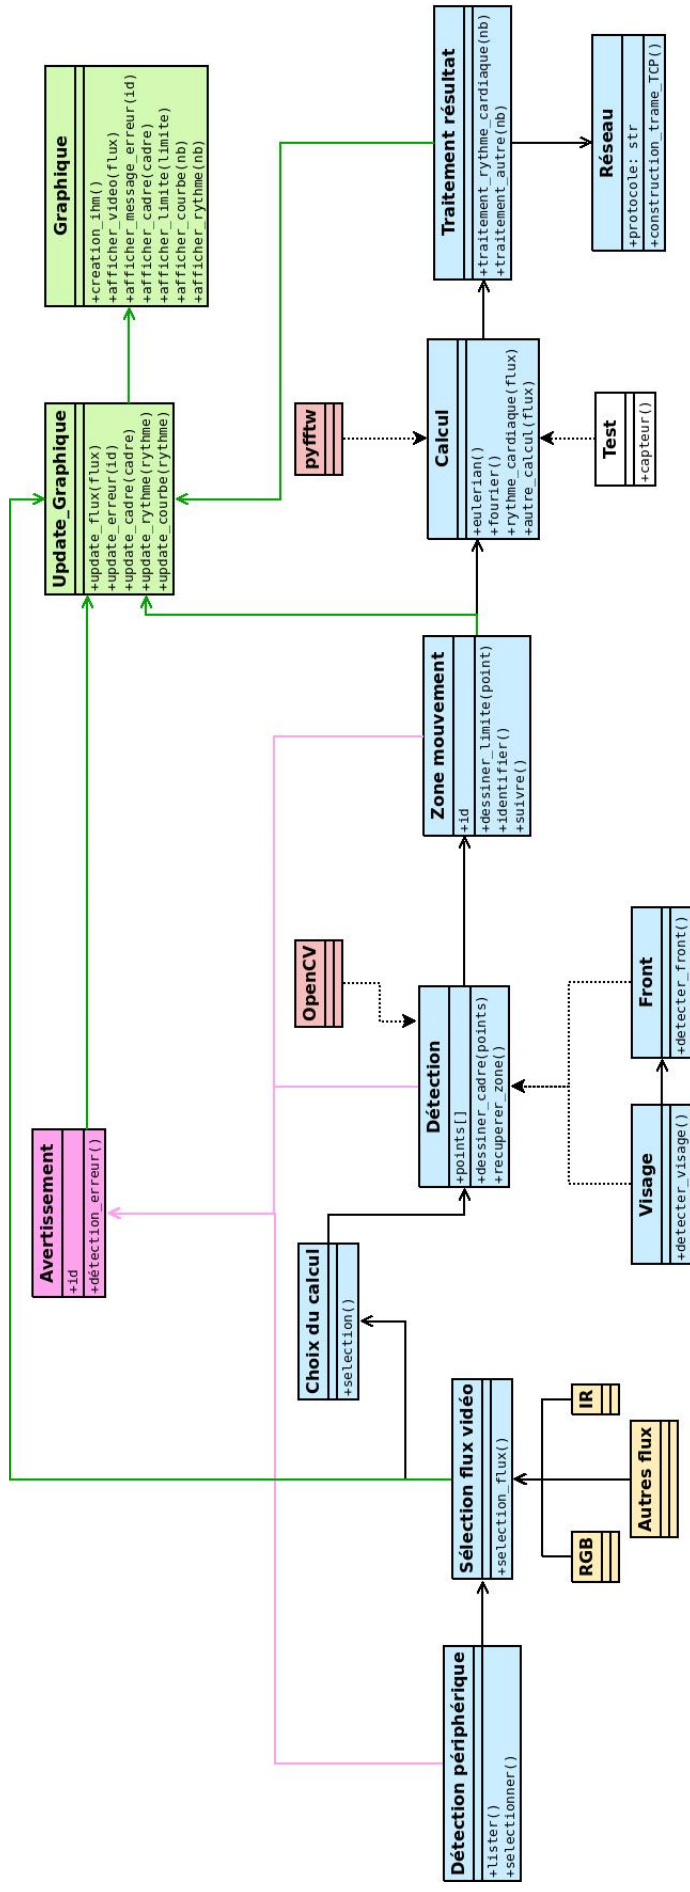 Graphique
+creation_ihm()
+afficher_video(flux)
+afficher_message_erreur(id)
+afficher_cadre(cadre)
+afficher_limite(limite)
+afficher_courbe(nb)
+afficher_rythme(nb)
Update_Graphique
+update_flux(flux)
+update_erreur(id)
+update_cadre(cadre)
+update_rythme(rythme)
+update_courbe(rythme)
Avertissement
+id
+détection_erreur()
Détection périphérique
+lister()
+selectionner()
Sélection flux vidéo
+selection_flux()
RGB
Autres flux
IR
Choix du calcul
+selection()
OpenCV
Détection
+points[]
+dessiner_cadre(points)
+recuperer_zone()
Visage
+detecter_visage()
Front
+detecter_front()
Zone mouvement
+id
+dessiner_limite(point)
+identifier()
+suivre()
pyfftw
Calcul
+eulerian()
+fourier()
+rythme_cardiaque(flux)
+autre_calcul(flux)
Test
+capteur()
Traitement résultat
+traitement_rythme_cardiaque(nb)
+traitement_autre(nb)
Réseau
+protocole: str
+construction_trame_TCP()